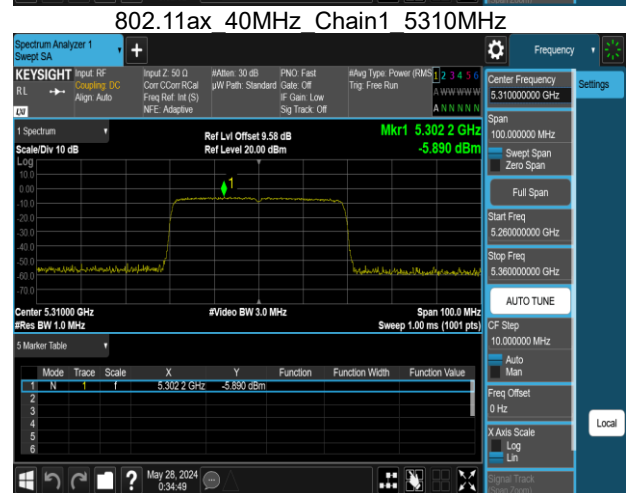 802.11ax_40MHz_Chain1_5310MHz
Spectrum Analyzer 1
Swept SA
Frequency
KEYSIGHT
RL
LXI
Input: RF
Coupling: DC
Align: Auto
Input Z: 50 Ω
Corr CCorr RCal
Freq Ref: Int (S)
NFE: Adaptive
#Atten: 30 dB
µW Path: Standard
PNO: Fast
Gate: Off
IF Gain: Low
Sig Track: Off
#Avg Type: Power (RMS
Trig: Free Run
1 2 3 4 5 6
A W W W W W
A N N N N N
Center Frequency
5.310000000 GHz
Settings
1 Spectrum
Scale/Div 10 dB
Ref Lvl Offset 9.58 dB
Ref Level 20.00 dBm
Mkr1 5.302 2 GHz
-5.890 dBm
Span
100.000000 MHz
Swept Span
Zero Span
Full Span
Start Freq
5.260000000 GHz
Stop Freq
5.360000000 GHz
AUTO TUNE
CF Step
10.000000 MHz
Auto
Man
Freq Offset
0 Hz
X Axis Scale
Log
Lin
Signal Track
(Span Zoom)
Local
Log
10.0
0.00
-10.0
-20.0
-30.0
-40.0
-50.0
-60.0
-70.0
1
Center 5.31000 GHz
#Res BW 1.0 MHz
#Video BW 3.0 MHz
Span 100.0 MHz
Sweep 1.00 ms (1001 pts)
5 Marker Table
Mode Trace Scale X Y Function Function Width Function Value
1 N 1 f 5.302 2 GHz -5.890 dBm
2
3
4
5
6
?
May 28, 2024
0:34:49